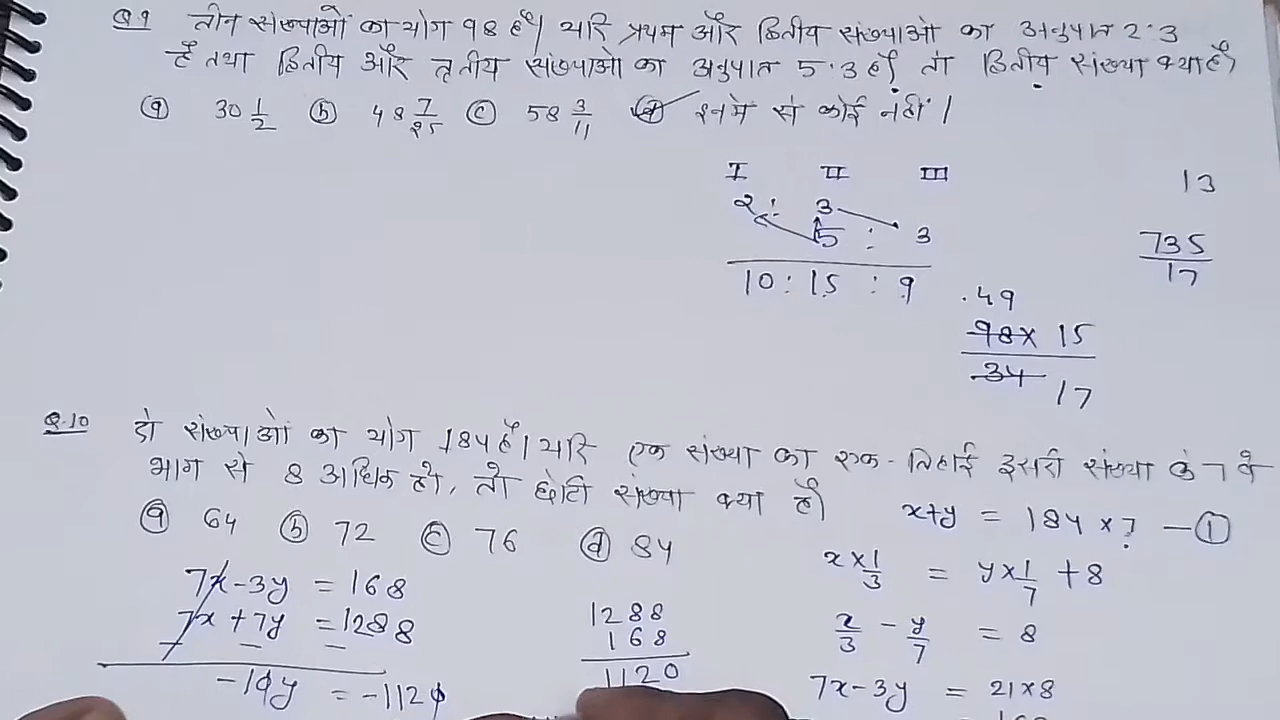 Q 9 तीन संख्याओं का योग 98 है। यदि प्रथम और द्वितीय संख्याओं का अनुपात 2:3
है तथा द्वितीय और तृतीय संख्याओं का अनुपात 5:3 है, तो द्वितीय संख्या क्या है
(a) 30 1/2 (b) 48 7/25 (c) 58 3/11 (d) इनमें से कोई नहीं।
I II III
2 : 3
5 : 3
10 : 15 : 9
13
735
17
49
98 × 15
34 17
Q.10 दो संख्याओं का योग 184 है। यदि एक संख्या का एक-तिहाई दूसरी संख्या के 7 वें
भाग से 8 अधिक हो, तो छोटी संख्या क्या है
(a) 64 (b) 72 (c) 76 (d) 84
x+y = 184 × 7 — (1)
x × 1/3 = y × 1/7 + 8
x/3 - y/7 = 8
7x - 3y = 21 × 8
7x - 3y = 168
7x + 7y = 1288
- - -
-10y = -1120
1288
168
1120